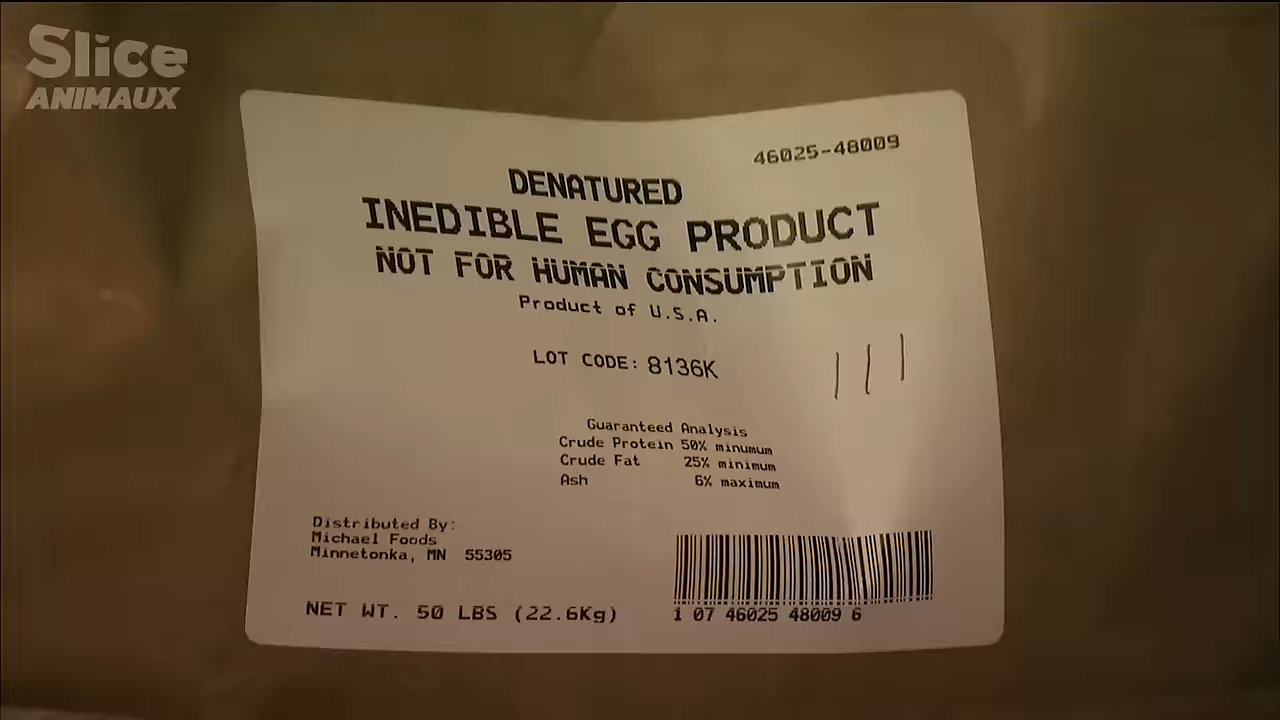 Slice
ANIMAUX
46025-48009
DENATURED
INEDIBLE EGG PRODUCT
NOT FOR HUMAN CONSUMPTION
Product of U.S.A.
LOT CODE: 8136K
Guaranteed Analysis
Crude Protein 50% minumum
Crude Fat 25% minimum
Ash 6% maximum
Distributed By:
Michael Foods
Minnetonka, MN 55305
NET WT. 50 LBS (22.6Kg)
1 07 46025 48009 6